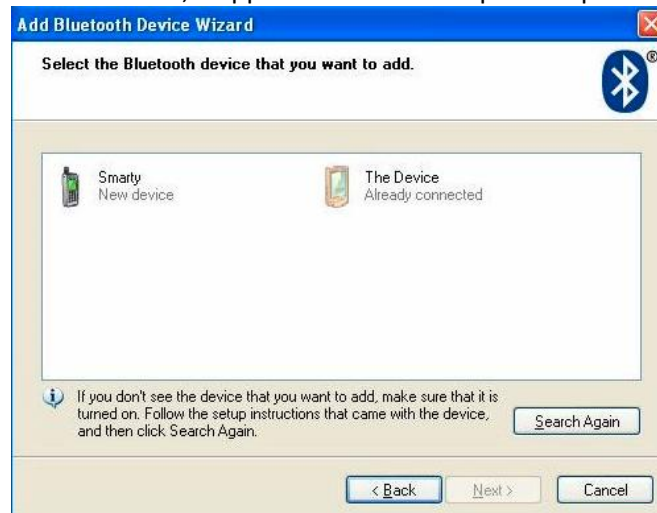 Add Bluetooth Device Wizard
Select the Bluetooth device that you want to add.
®
Smarty
New device
The Device
Already connected
If you don't see the device that you want to add, make sure that it is
turned on. Follow the setup instructions that came with the device,
and then click Search Again.
Search Again
< Back
Next >
Cancel